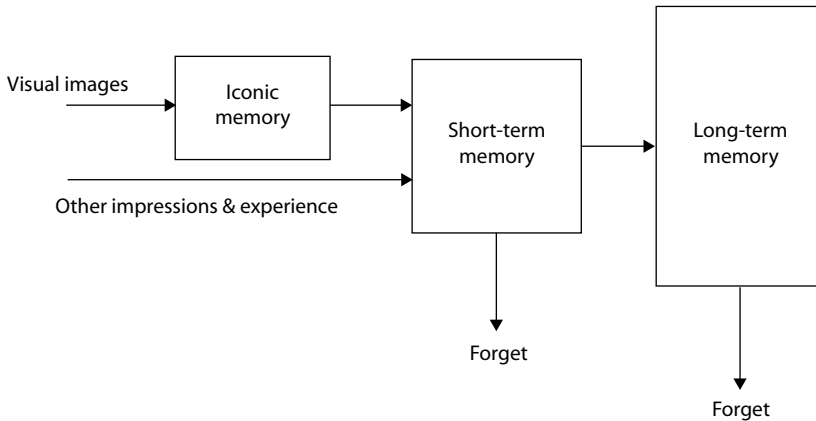 Visual images
Iconic
memory
Short-term
memory
Long-term
memory
Other impressions & experience
Forget
Forget